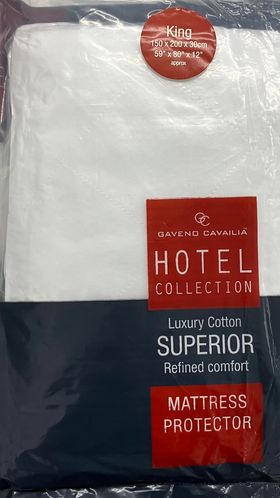 King
150 x 200 x 30cm
59" x 80" x 12"
approx
GC
GAVENO CAVAILIA
HOTEL
COLLECTION
Luxury Cotton
SUPERIOR
Refined comfort
MATTRESS
PROTECTOR